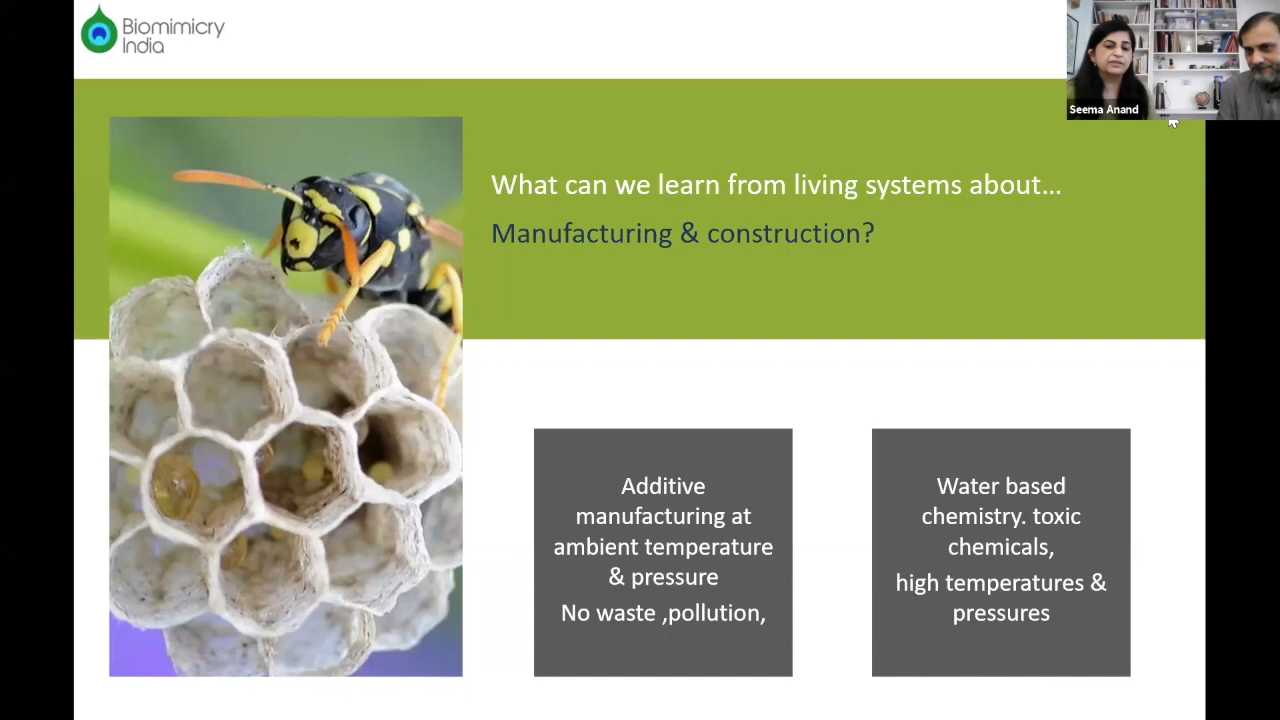 Biomimicry
India
Seema Anand
What can we learn from living systems about...
Manufacturing & construction?
Additive
manufacturing at
ambient temperature
& pressure
No waste ,pollution,
Water based
chemistry. toxic
chemicals,
high temperatures &
pressures